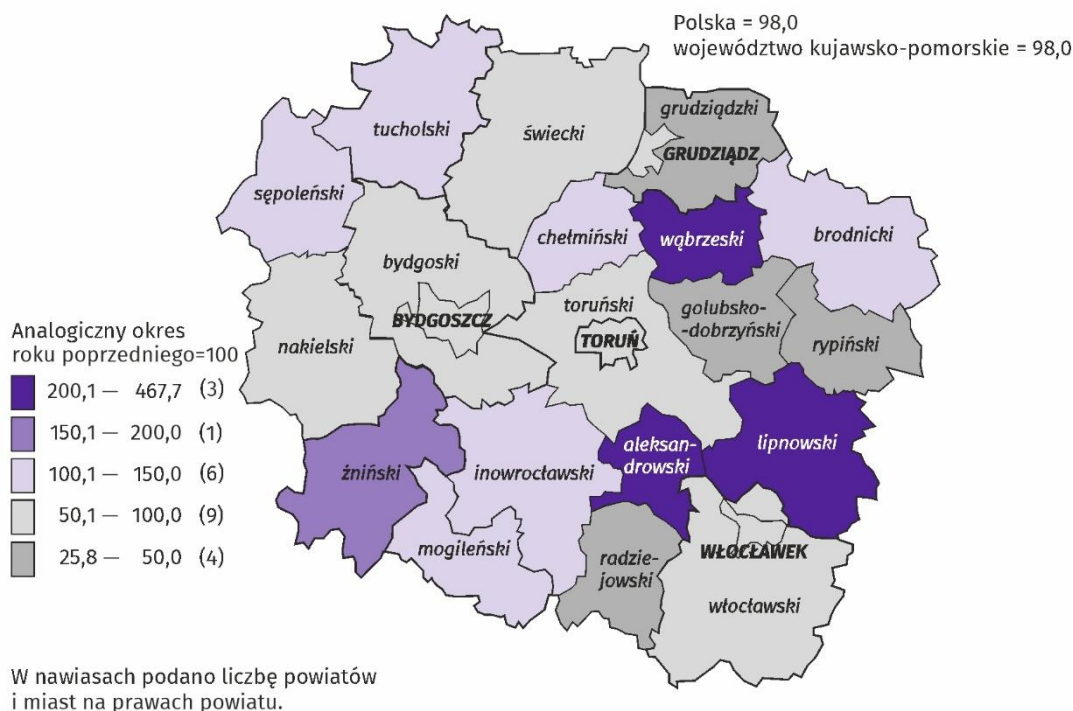 Polska = 98,0
województwo kujawsko-pomorskie = 98,0
grudziądzki
tucholski
świecki
GRUDZIĄDZ
sępoleński
chełmiński
wąbrzeski
brodnicki
bydgoski
toruński
golubsko-
-dobrzyński
BYDGOSZCZ
TORUŃ
nakielski
rypiński
Analogiczny okres
roku poprzedniego=100
200,1 — 467,7 (3)
150,1 — 200,0 (1)
100,1 — 150,0 (6)
50,1 — 100,0 (9)
25,8 — 50,0 (4)
aleksan-
drowski
lipnowski
żniński
inowrocławski
mogileński
radzie-
jowski
WŁOCŁAWEK
włocławski
W nawiasach podano liczbę powiatów
i miast na prawach powiatu.